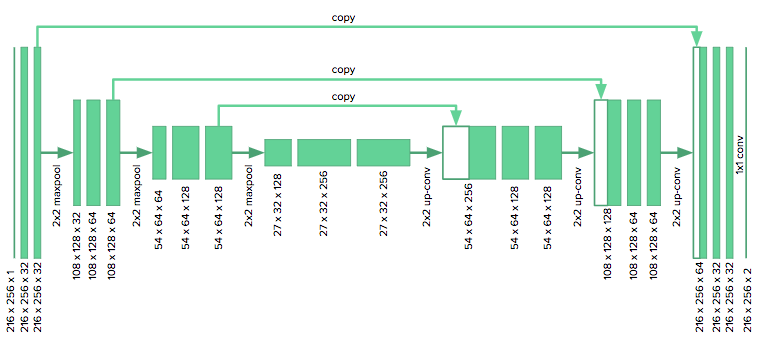 copy
copy
copy
216 x 256 x 1
216 x 256 x 32
216 x 256 x 32
2x2 maxpool
108 x 128 x 32
108 x 128 x 64
108 x 128 x 64
2x2 maxpool
54 x 64 x 64
54 x 64 x 128
54 x 64 x 128
2x2 maxpool
27 x 32 x 128
27 x 32 x 256
27 x 32 x 256
2x2 up-conv
54 x 64 x 256
54 x 64 x 128
54 x 64 x 128
2x2 up-conv
108 x 128 x 128
108 x 128 x 64
108 x 128 x 64
2x2 up-conv
216 x 256 x 64
216 x 256 x 32
216 x 256 x 32
1x1 conv
216 x 256 x 2